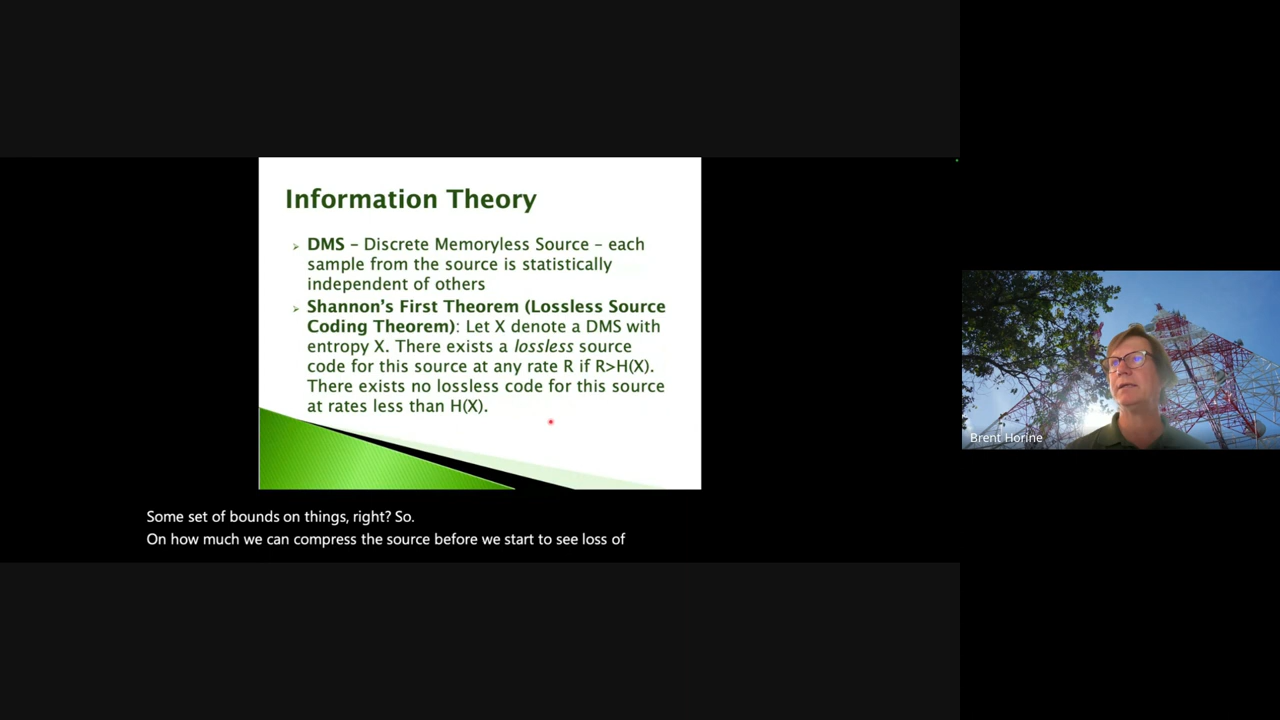 Information Theory
DMS – Discrete Memoryless Source – each
sample from the source is statistically
independent of others
Shannon's First Theorem (Lossless Source
Coding Theorem): Let X denote a DMS with
entropy X. There exists a lossless source
code for this source at any rate R if R>H(X).
There exists no lossless code for this source
at rates less than H(X).
Brent Horine
Some set of bounds on things, right? So.
On how much we can compress the source before we start to see loss of